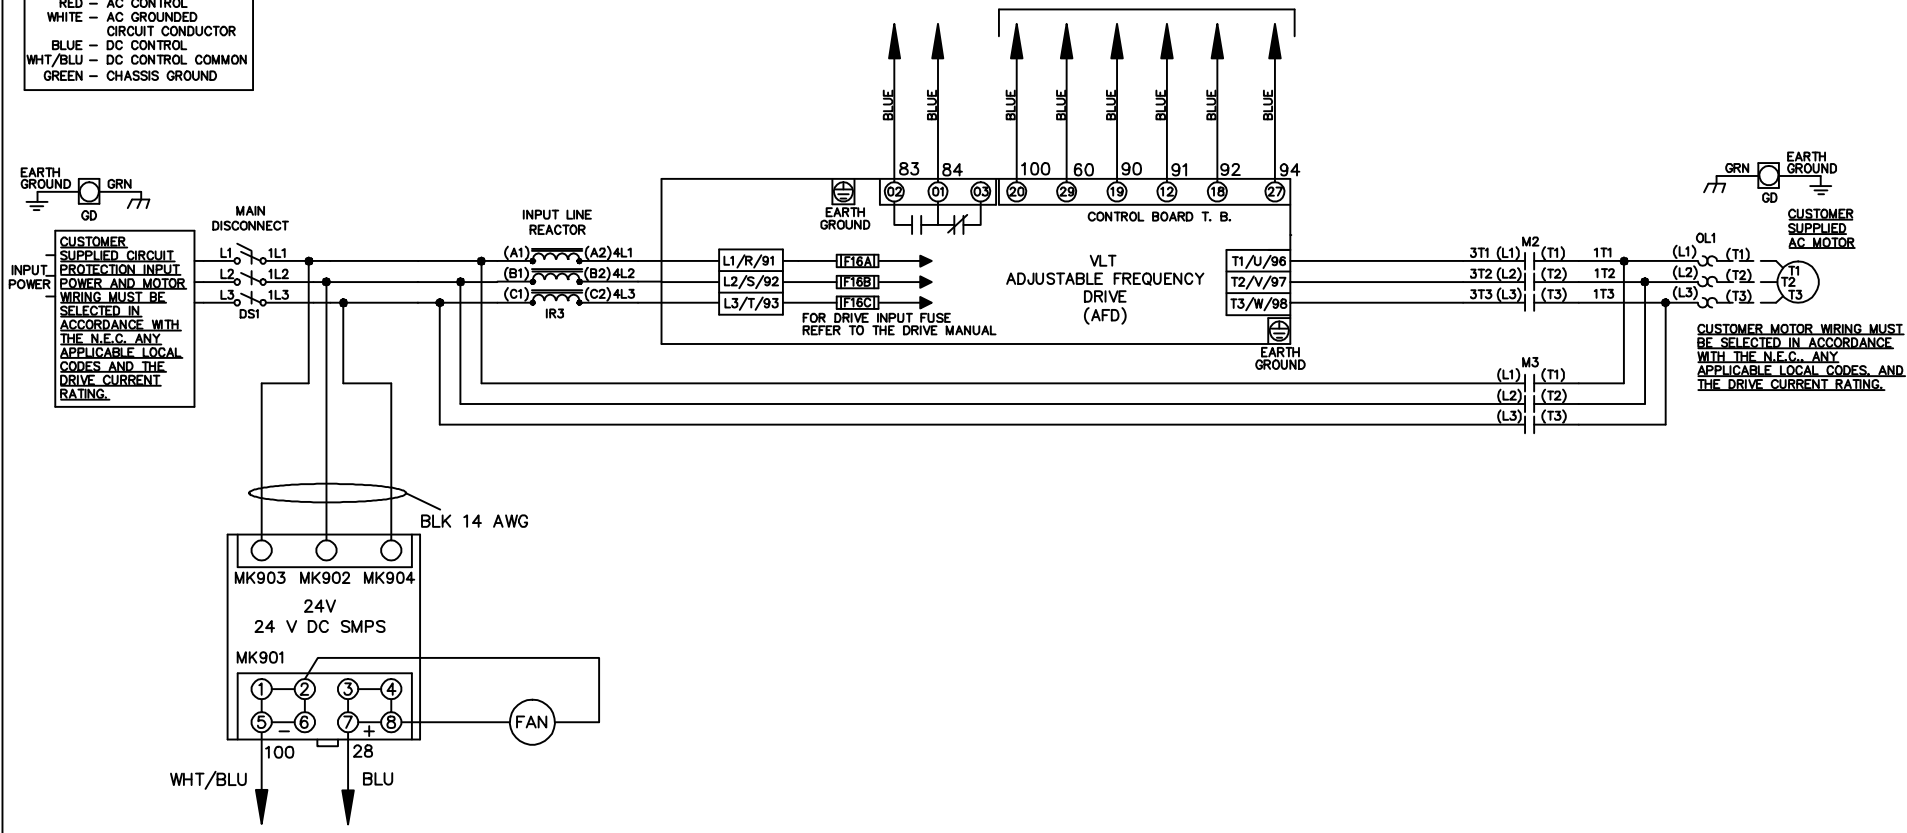 RED – AC CONTROL
WHITE – AC GROUNDED
CIRCUIT CONDUCTOR
BLUE – DC CONTROL
WHT/BLU – DC CONTROL COMMON
GREEN – CHASSIS GROUND
BLUE
BLUE
BLUE
BLUE
BLUE
BLUE
BLUE
BLUE
83
84
100
60
90
91
92
94
02
01
03
20
29
19
12
18
27
EARTH
GROUND
CONTROL BOARD T. B.
EARTH
GROUND
GRN
GD
MAIN
DISCONNECT
INPUT LINE
REACTOR
INPUT
POWER
CUSTOMER
SUPPLIED CIRCUIT
PROTECTION INPUT
POWER AND MOTOR
WIRING MUST BE
SELECTED IN
ACCORDANCE WITH
THE N.E.C. ANY
APPLICABLE LOCAL
CODES AND THE
DRIVE CURRENT
RATING.
L1 1L1
L2 1L2
L3 1L3
DS1
(A1) (A2) 4L1
(B1) (B2) 4L2
(C1) (C2) 4L3
IR3
L1/R/91
L2/S/92
L3/T/93
F16A
F16B
F16C
FOR DRIVE INPUT FUSE
REFER TO THE DRIVE MANUAL
VLT
ADJUSTABLE FREQUENCY
DRIVE
(AFD)
T1/U/96
T2/V/97
T3/W/98
EARTH
GROUND
M2
3T1 (L1) (T1) 1T1
3T2 (L2) (T2) 1T2
3T3 (L3) (T3) 1T3
M3
(L1) (T1)
(L2) (T2)
(L3) (T3)
OL1
(L1) (T1)
(L2) (T2)
(L3) (T3)
T1
T2
T3
GRN
EARTH
GROUND
GD
CUSTOMER
SUPPLIED
AC MOTOR
CUSTOMER MOTOR WIRING MUST
BE SELECTED IN ACCORDANCE
WITH THE N.E.C., ANY
APPLICABLE LOCAL CODES, AND
THE DRIVE CURRENT RATING.
BLK 14 AWG
MK903 MK902 MK904
24V
24 V DC SMPS
MK901
1 2 3 4
5 6 7 8
– +
FAN
100
28
WHT/BLU
BLU